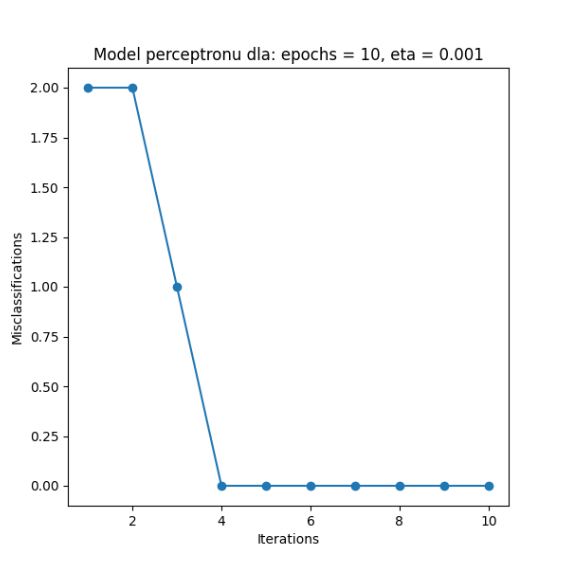 Model perceptronu dla: epochs = 10, eta = 0.001
2.00
1.75
1.50
1.25
1.00
0.75
0.50
0.25
0.00
Misclassifications
2 4 6 8 10
Iterations